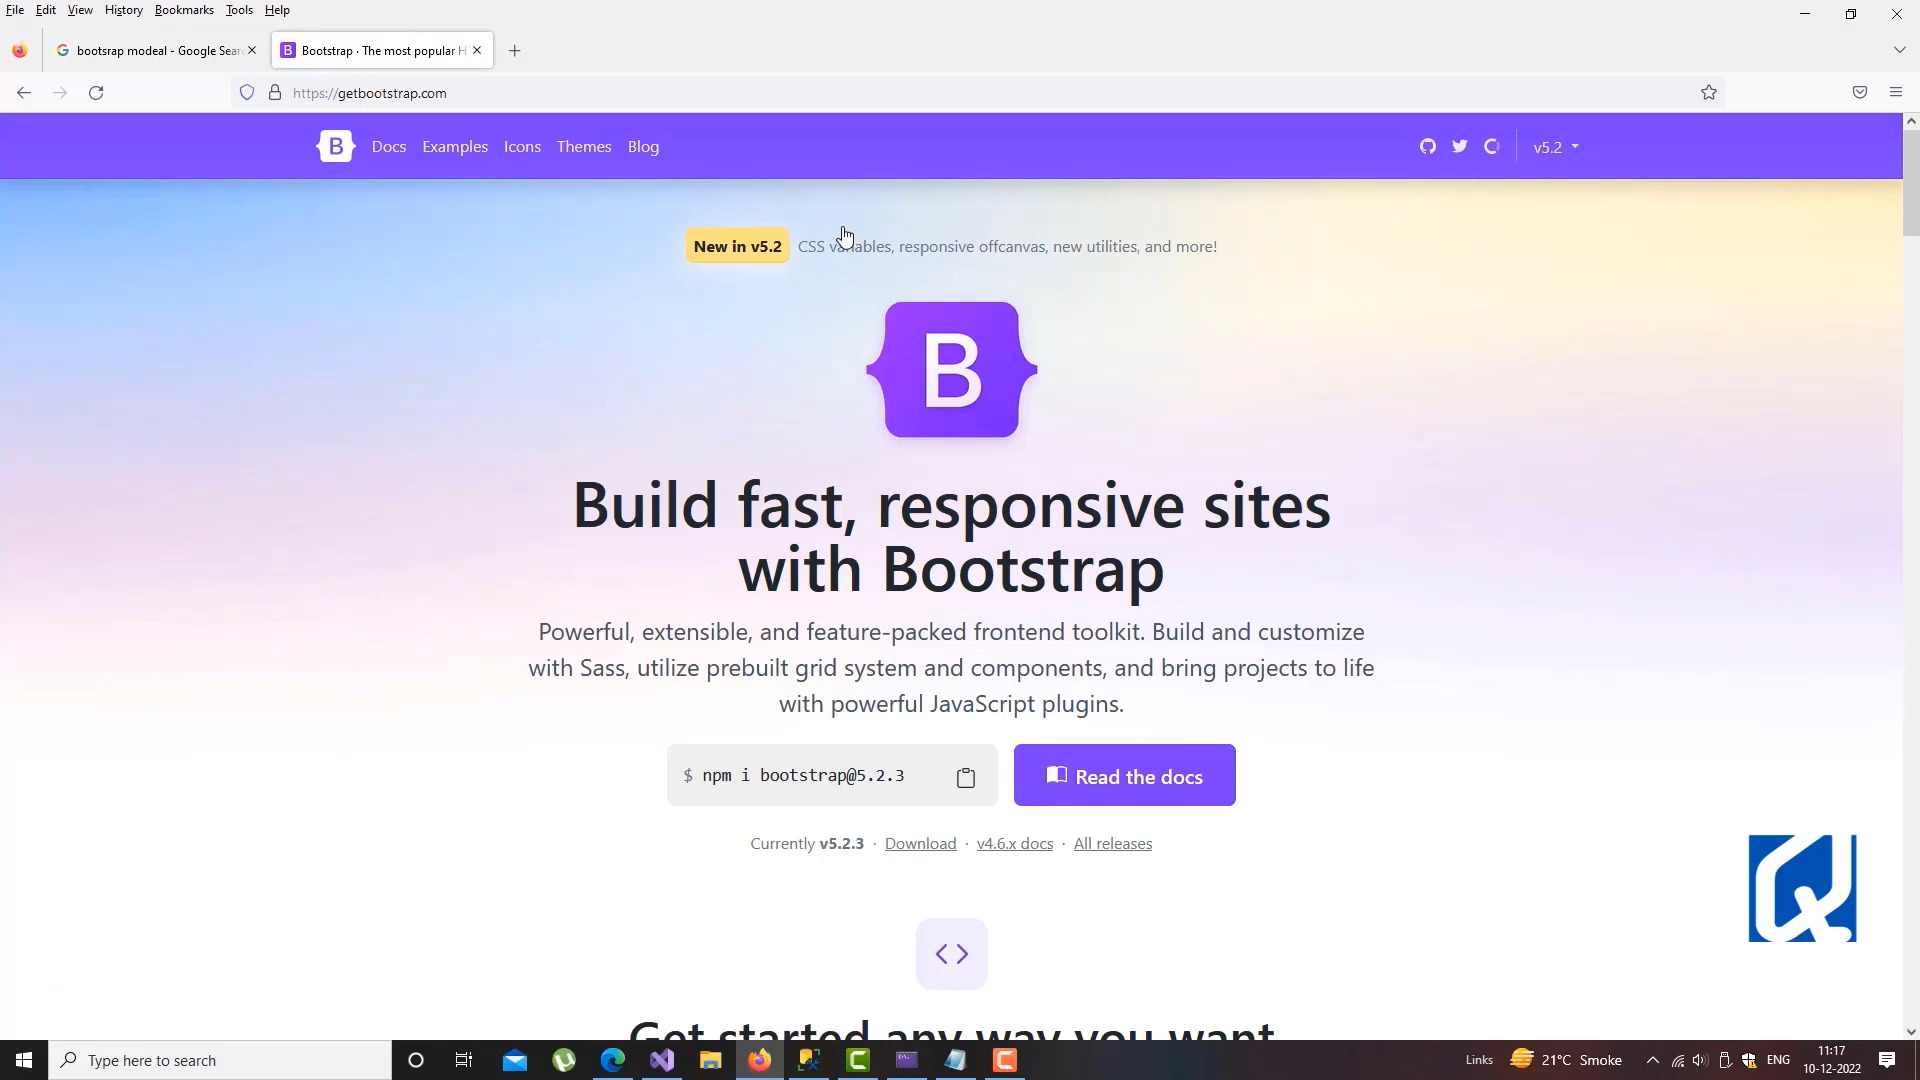 File Edit View History Bookmarks Tools Help
bootsrap modeal - Google Sear
Bootstrap · The most popular H
https://getbootstrap.com
B Docs Examples Icons Themes Blog
v5.2
New in v5.2 CSS variables, responsive offcanvas, new utilities, and more!
B
Build fast, responsive sites
with Bootstrap
Powerful, extensible, and feature-packed frontend toolkit. Build and customize
with Sass, utilize prebuilt grid system and components, and bring projects to life
with powerful JavaScript plugins.
$ npm i bootstrap@5.2.3
Read the docs
Currently v5.2.3 · Download · v4.6.x docs · All releases
Get started any way you want
Type here to search
Links
21°C Smoke
ENG
11:17
10-12-2022